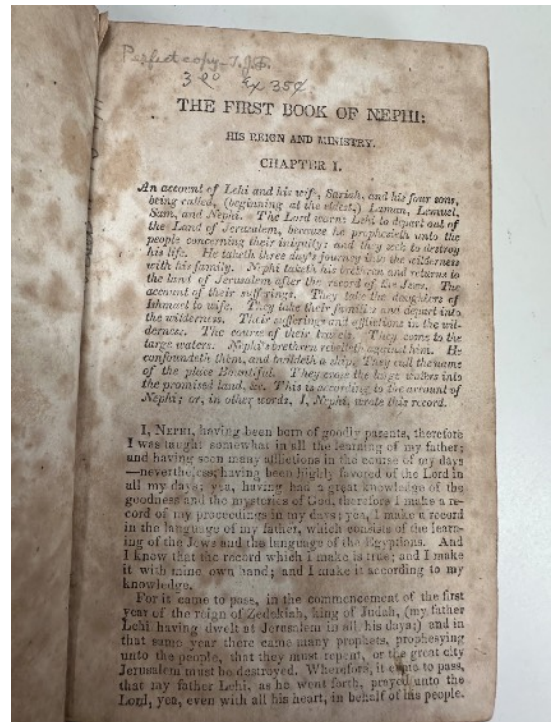 Perfect copy—T.J.B.
3 20 Ex 35¢
THE FIRST BOOK OF NEPHI:
HIS REIGN AND MINISTRY.
CHAPTER I.
An account of Lehi and his wife, Sariah, and his four sons,
being called, (beginning at the eldest,) Laman, Lemuel,
Sam, and Nephi. The Lord warns Lehi to depart out of
the Land of Jerusalem, because he prophesieth unto the
people concerning their iniquity; and they seek to destroy
his life. He taketh three day's journey into the wilderness
with his family. Nephi taketh his brethren and returns to
the land of Jerusalem after the record of the Jews. The
account of their sufferings. They take the daughters of
Ishmael to wife. They take their families and depart into
the wilderness. Their sufferings and afflictions in the wil-
derness. The course of their travels. They come to the
large waters. Nephi's brethren rebelleth against him. He
confoundeth them, and buildeth a ship. They call the name
of the place Bountiful. They cross the large waters into
the promised land, &c. This is according to the account of
Nephi; or, in other words, I, Nephi, wrote this record.
I, NEPHI, having been born of goodly parents, therefore
I was taught somewhat in all the learning of my father;
and having seen many afflictions in the course of my days
—nevertheless, having been highly favored of the Lord in
all my days; yea, having had a great knowledge of the
goodness and the mysteries of God, therefore I make a re-
cord of my proceedings in my days; yea, I make a record
in the language of my father, which consists of the learn-
ing of the Jews and the language of the Egyptians. And
I know that the record which I make is true; and I make
it with mine own hand; and I make it according to my
knowledge.
For it came to pass, in the commencement of the first
year of the reign of Zedekiah, king of Judah, (my father
Lehi having dwelt at Jerusalem in all his days;) and in
that same year there came many prophets, prophesying
unto the people, that they must repent, or the great city
Jerusalem must be destroyed. Wherefore, it came to pass,
that my father Lehi, as he went forth, prayed unto the
Lord, yea, even with all his heart, in behalf of his people.